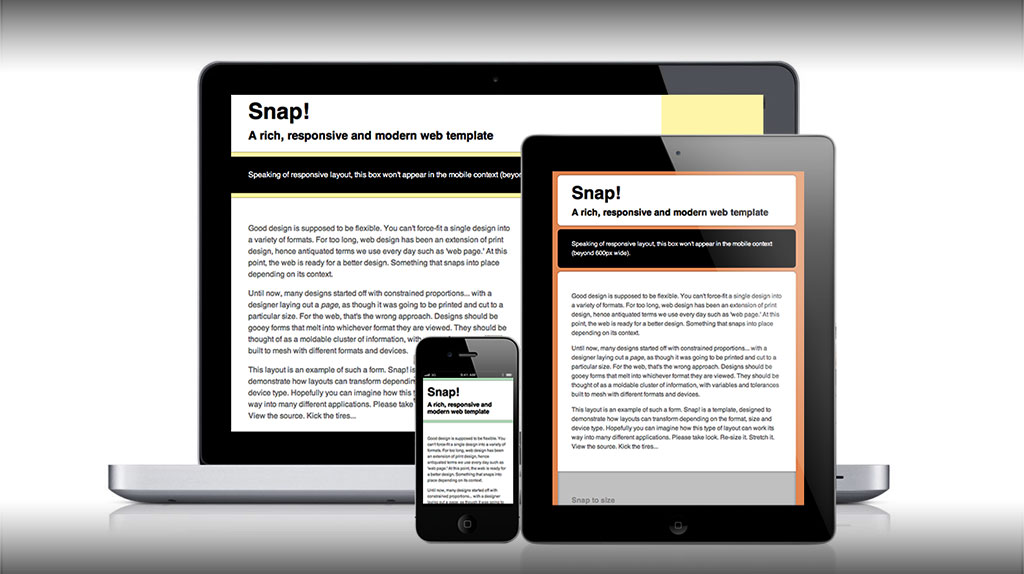 Snap!
A rich, responsive and modern web template
Speaking of responsive layout, this box won't appear in the mobile context (beyon
Good design is supposed to be flexible. You can't force-fit a single design into
a variety of formats. For too long, web design has been an extension of print
design, hence antiquated terms we use every day such as 'web page.' At this
point, the web is ready for a better design. Something that snaps into place
depending on its context.
Until now, many designs started off with constrained proportions... with a
designer laying out a page, as though it was going to be printed and cut to a
particular size. For the web, that's the wrong approach. Designs should be
gooey forms that melt into whichever format they are viewed. They should be
thought of as a moldable cluster of information, with
built to mesh with different formats and devices.
This layout is an example of such a form. Snap! is
demonstrate how layouts can transform dependin
device type. Hopefully you can imagine how this t
way into many different applications. Please take
View the source. Kick the tires...
Snap!
A rich, responsive and modern web template
Speaking of responsive layout, this box won't appear in the mobile context
(beyond 600px wide).
Good design is supposed to be flexible. You can't force-fit a single design into
a variety of formats. For too long, web design has been an extension of print
design, hence antiquated terms we use every day such as 'web page.' At this
point, the web is ready for a better design. Something that snaps into place
depending on its context.
Until now, many designs started off with constrained proportions... with a
designer laying out a page, as though it was going to be printed and cut to a
particular size. For the web, that's the wrong approach. Designs should be
gooey forms that melt into whichever format they are viewed. They should be
thought of as a moldable cluster of information, with variables and tolerances
built to mesh with different formats and devices.
This layout is an example of such a form. Snap! is a template, designed to
demonstrate how layouts can transform depending on the format, size and
device type. Hopefully you can imagine how this type of layout can work its
way into many different applications. Please take look. Re-size it. Stretch it.
View the source. Kick the tires...
Snap to size
Snap!
A rich, responsive and
modern web template
Good design is supposed to be flexible. You
can't force-fit a single design into a variety of
formats. For too long, web design has been
an extension of print design, hence
antiquated terms we use every day such as
'web page.' At this point, the web is ready for
a better design. Something that snaps into
place depending on its context.
Until now, many designs started off with
constrained proportions... with a designer
laying out a page, as though it was going to